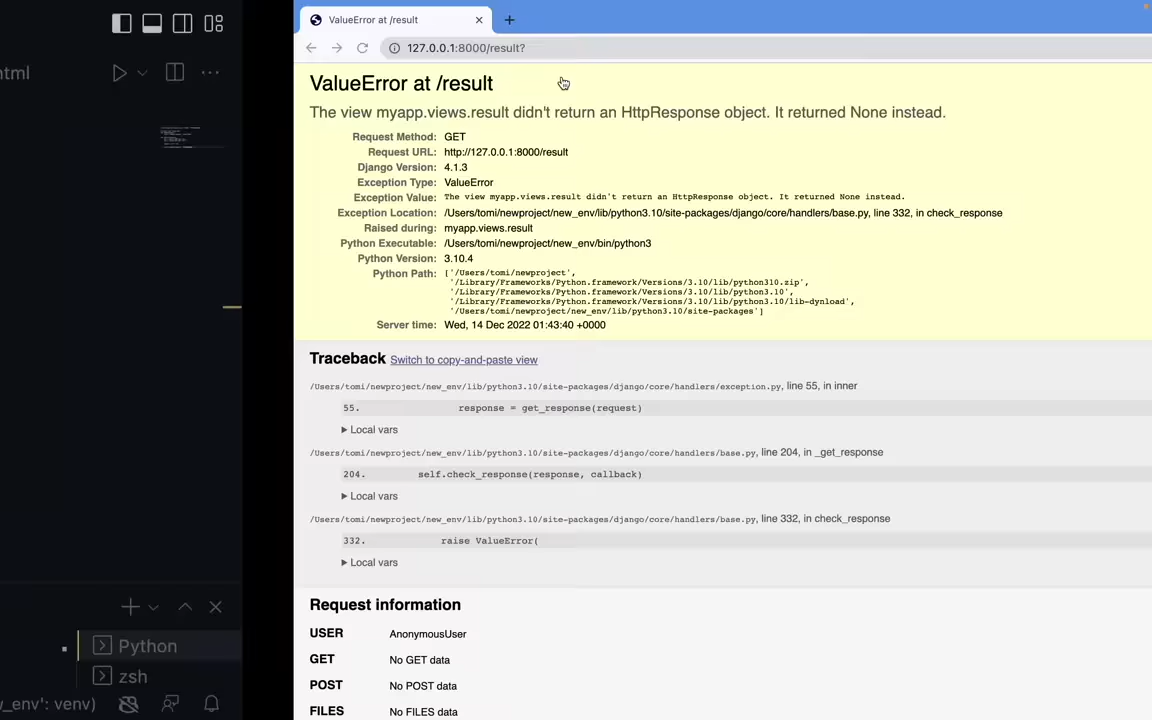 ValueError at /result
127.0.0.1:8000/result?
html
ValueError at /result
The view myapp.views.result didn't return an HttpResponse object. It returned None instead.
Request Method: GET
Request URL: http://127.0.0.1:8000/result
Django Version: 4.1.3
Exception Type: ValueError
Exception Value: The view myapp.views.result didn't return an HttpResponse object. It returned None instead.
Exception Location: /Users/tomi/newproject/new_env/lib/python3.10/site-packages/django/core/handlers/base.py, line 332, in check_response
Raised during: myapp.views.result
Python Executable: /Users/tomi/newproject/new_env/bin/python3
Python Version: 3.10.4
Python Path: ['/Users/tomi/newproject',
'/Library/Frameworks/Python.framework/Versions/3.10/lib/python310.zip',
'/Library/Frameworks/Python.framework/Versions/3.10/lib/python3.10',
'/Library/Frameworks/Python.framework/Versions/3.10/lib/python3.10/lib-dynload',
'/Users/tomi/newproject/new_env/lib/python3.10/site-packages']
Server time: Wed, 14 Dec 2022 01:43:40 +0000
Traceback Switch to copy-and-paste view
/Users/tomi/newproject/new_env/lib/python3.10/site-packages/django/core/handlers/exception.py, line 55, in inner
55. response = get_response(request)
▶ Local vars
/Users/tomi/newproject/new_env/lib/python3.10/site-packages/django/core/handlers/base.py, line 204, in _get_response
204. self.check_response(response, callback)
▶ Local vars
/Users/tomi/newproject/new_env/lib/python3.10/site-packages/django/core/handlers/base.py, line 332, in check_response
332. raise ValueError(
▶ Local vars
Request information
USER AnonymousUser
GET No GET data
POST No POST data
FILES No FILES data
Python
zsh
v_env': venv)